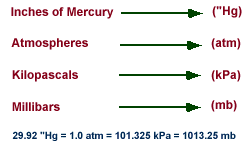 Inches of Mercury ("Hg)
Atmospheres (atm)
Kilopascals (kPa)
Millibars (mb)
29.92 "Hg = 1.0 atm = 101.325 kPa = 1013.25 mb